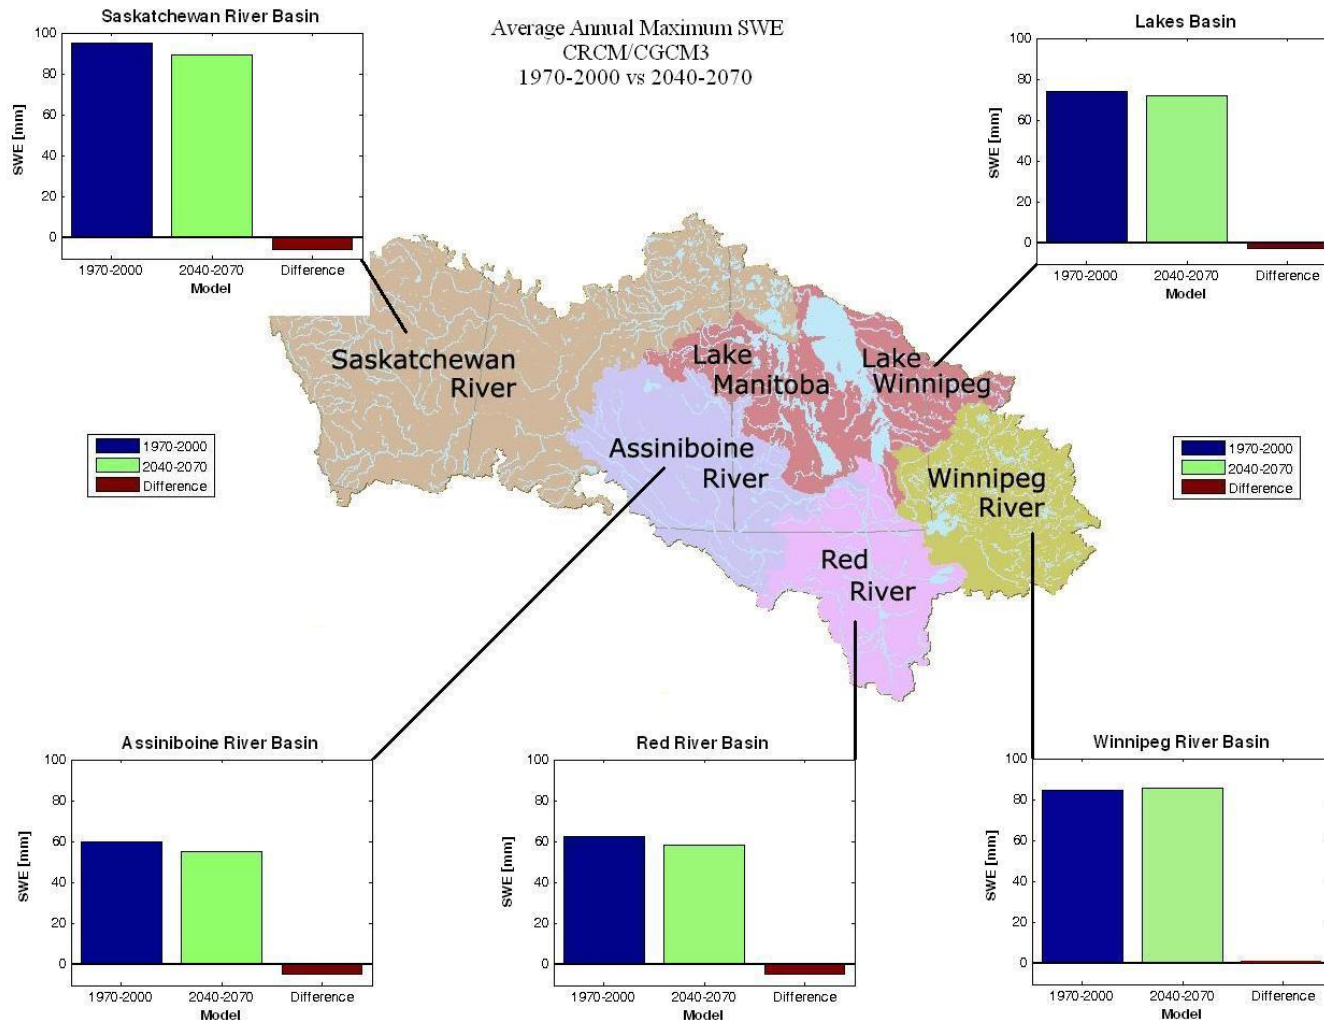 Saskatchewan River Basin
100
80
60
40
20
0
SWE [mm]
1970-2000 2040-2070 Difference
Model
Average Annual Maximum SWE
CRCM/CGCM3
1970-2000 vs 2040-2070
Lakes Basin
100
80
60
40
20
0
SWE [mm]
1970-2000 2040-2070 Difference
Model
Saskatchewan
River
Lake
Manitoba
Lake
Winnipeg
Assiniboine
River
Winnipeg
River
Red
River
1970-2000
2040-2070
Difference
1970-2000
2040-2070
Difference
Assiniboine River Basin
100
80
60
40
20
0
SWE [mm]
1970-2000 2040-2070 Difference
Model
Red River Basin
100
80
60
40
20
0
SWE [mm]
1970-2000 2040-2070 Difference
Model
Winnipeg River Basin
100
80
60
40
20
0
SWE [mm]
1970-2000 2040-2070 Difference
Model